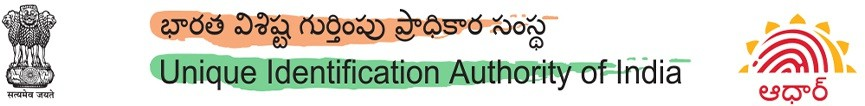 భారత విశిష్ట గుర్తింపు ప్రాధికార సంస్థ
Unique Identification Authority of India
सत्यमेव जयते
ఆధార్